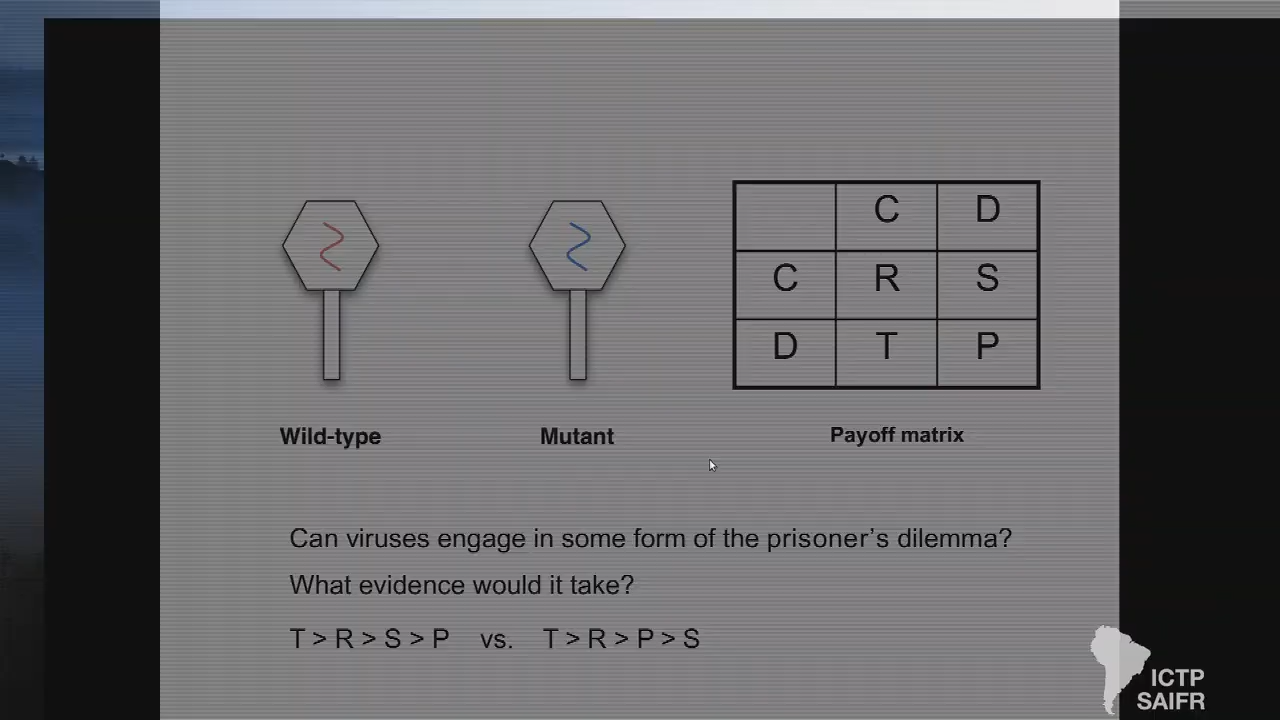 C D
C R S
D T P
Wild-type Mutant Payoff matrix
Can viruses engage in some form of the prisoner's dilemma?
What evidence would it take?
T > R > S > P vs. T > R > P > S
ICTP
SAIFR